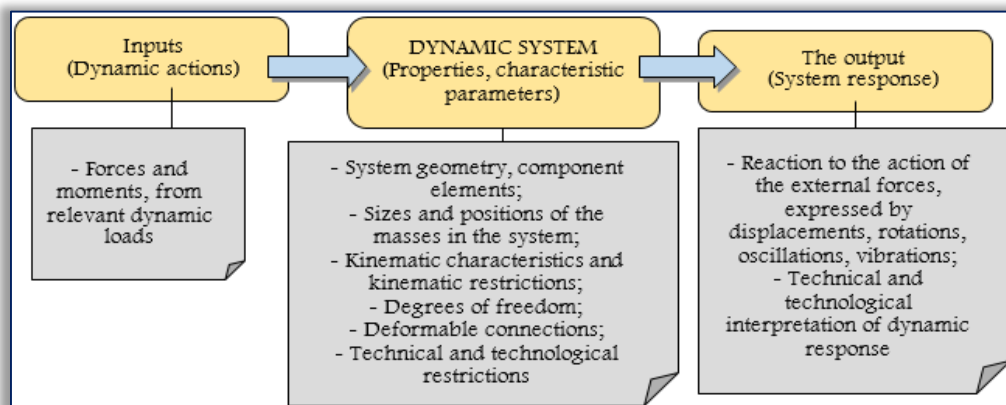 Inputs
(Dynamic actions)
DYNAMIC SYSTEM
(Properties, characteristic
parameters)
The output
(System response)
- Forces and
moments, from
relevant dynamic
loads
- System geometry, component
elements;
- Sizes and positions of the
masses in the system;
- Kinematic characteristics and
kinematic restrictions;
- Degrees of freedom;
- Deformable connections;
- Technical and technological
restrictions
- Reaction to the action of
the external forces,
expressed by
displacements, rotations,
oscillations, vibrations;
- Technical and
technological
interpretation of dynamic
response